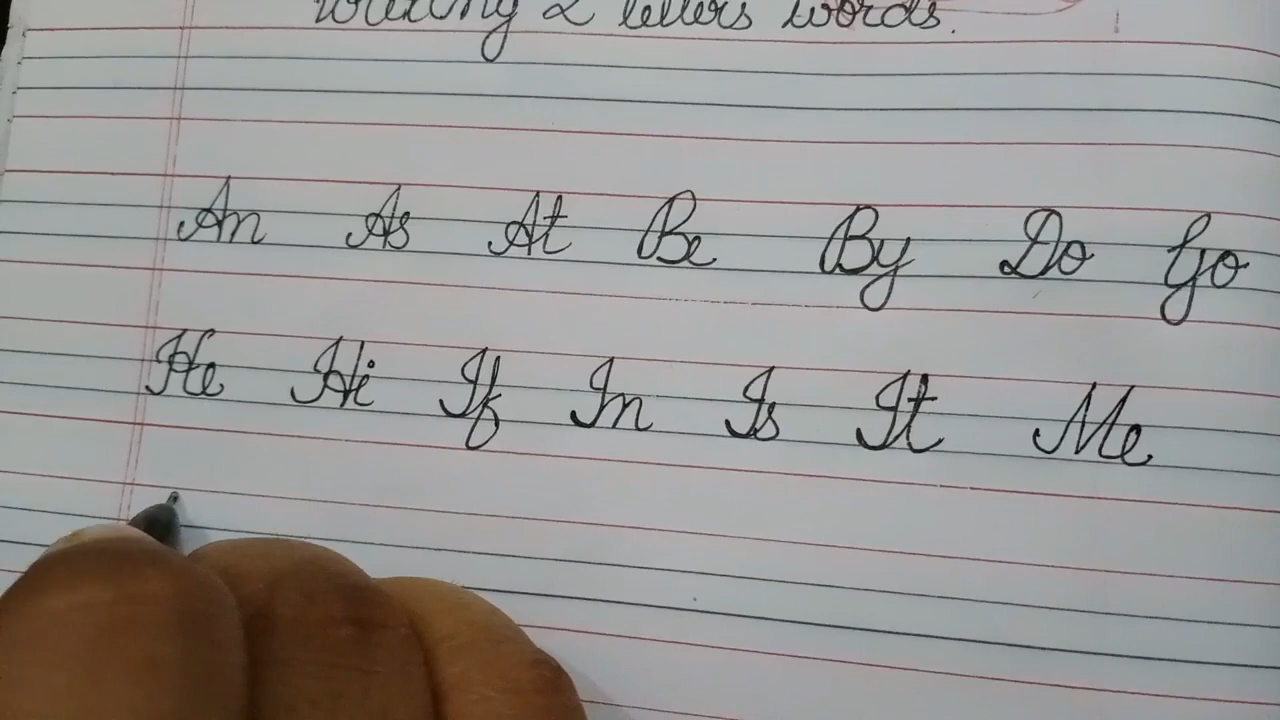 writing 2 letters words.
An As At Be By Do Go
He Hi If In Is It Me